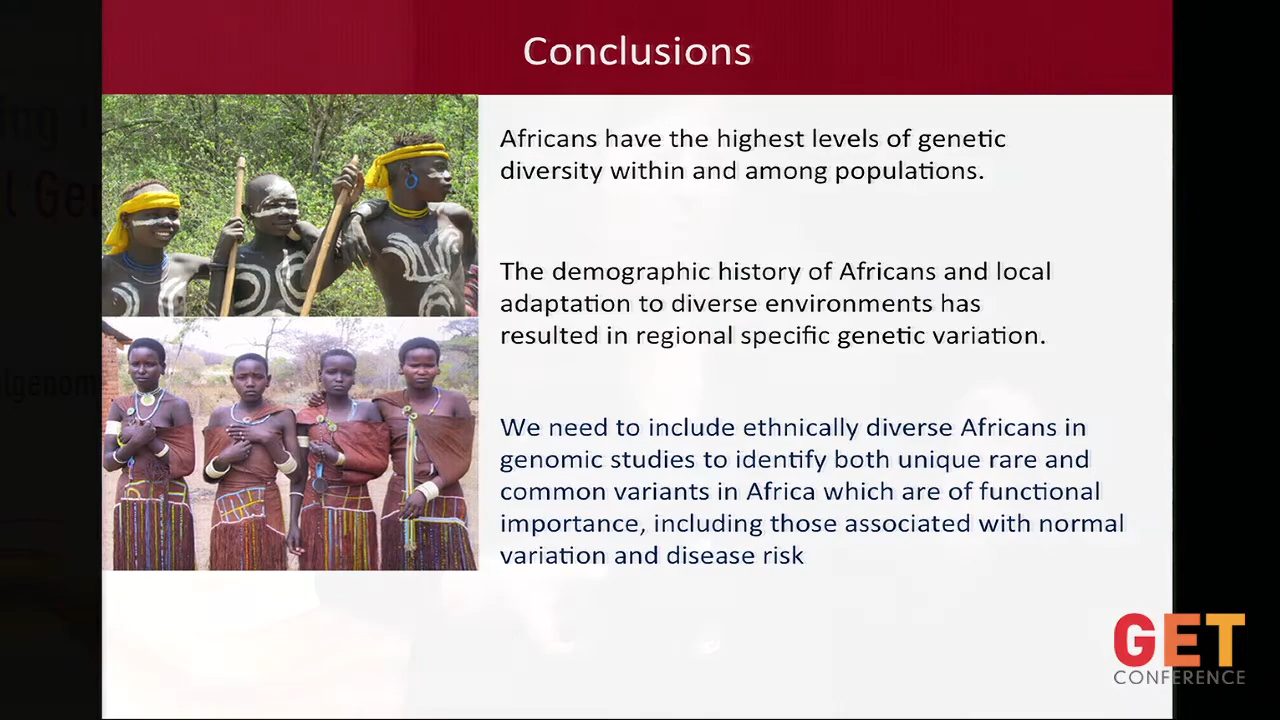 Conclusions
Africans have the highest levels of genetic
diversity within and among populations.
The demographic history of Africans and local
adaptation to diverse environments has
resulted in regional specific genetic variation.
We need to include ethnically diverse Africans in
genomic studies to identify both unique rare and
common variants in Africa which are of functional
importance, including those associated with normal
variation and disease risk
GET
CONFERENCE